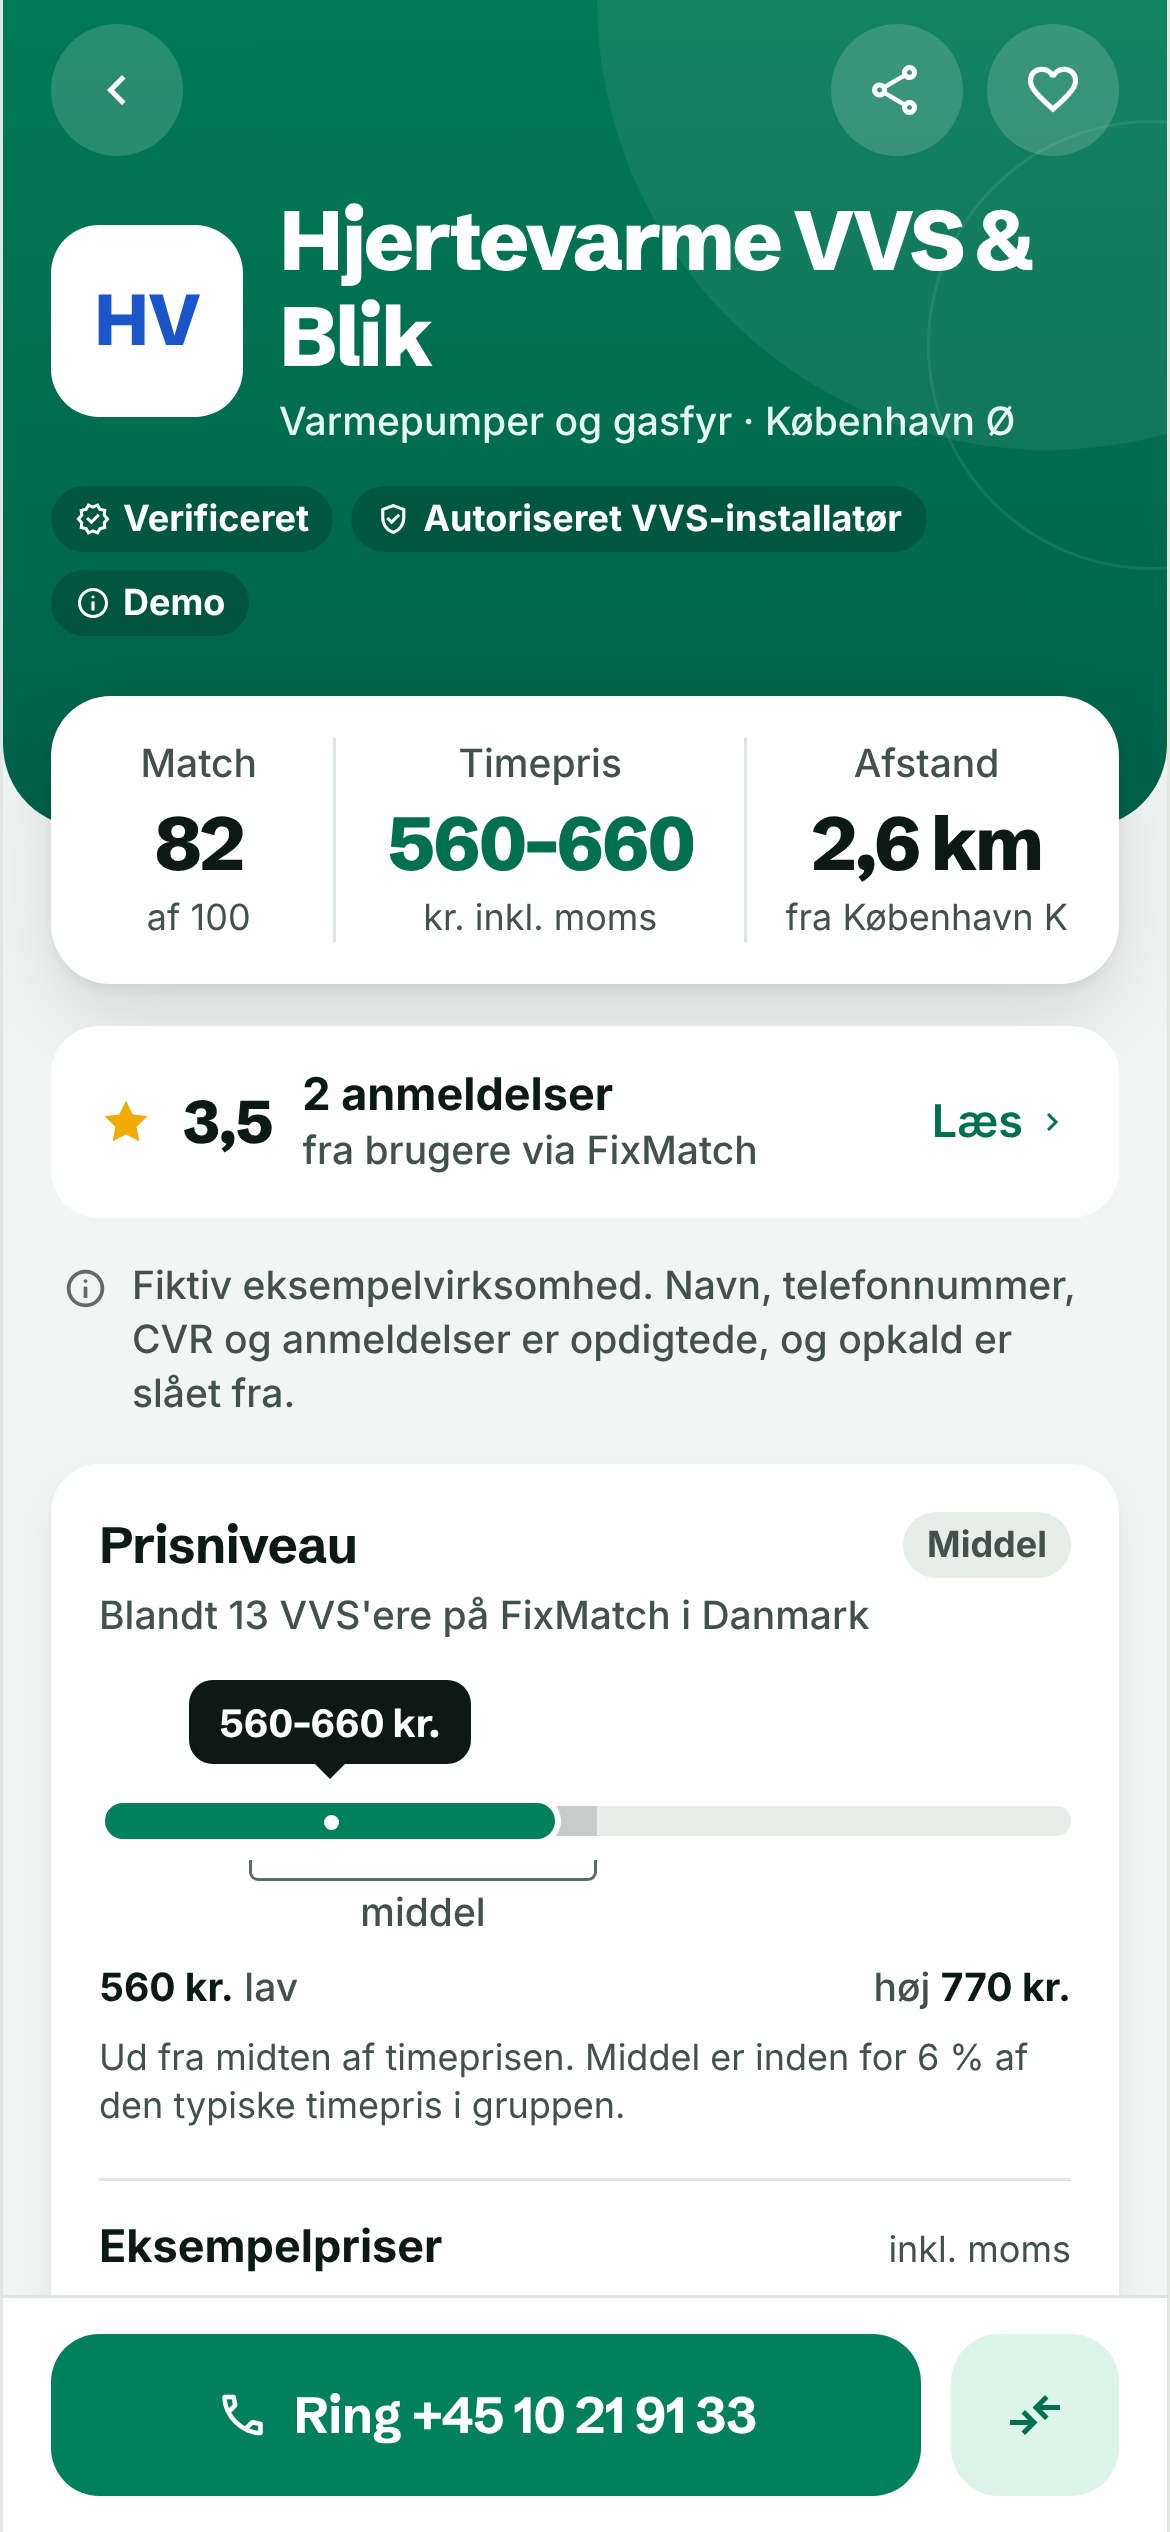 Hjertevarme VVS &
Blik
HV
Varmepumper og gasfyr · København Ø
Verificeret
Autoriseret VVS-installatør
Demo
Match
Timepris
Afstand
82
560–660
2,6 km
af 100
kr. inkl. moms
fra København K
3,5
2 anmeldelser
fra brugere via FixMatch
Læs
Fiktiv eksempelvirksomhed. Navn, telefonnummer,
CVR og anmeldelser er opdigtede, og opkald er
slået fra.
Prisniveau
Middel
Blandt 13 VVS'ere på FixMatch i Danmark
560–660 kr.
middel
560 kr. lav
høj 770 kr.
Ud fra midten af timeprisen. Middel er inden for 6 % af
den typiske timepris i gruppen.
Eksempelpriser
inkl. moms
Ring +45 10 21 91 33